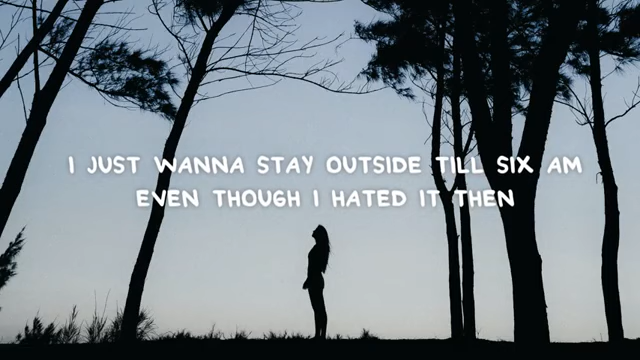 I JUST WANNA STAY OUTSIDE TILL SIX AM
EVEN THOUGH I HATED IT THEN